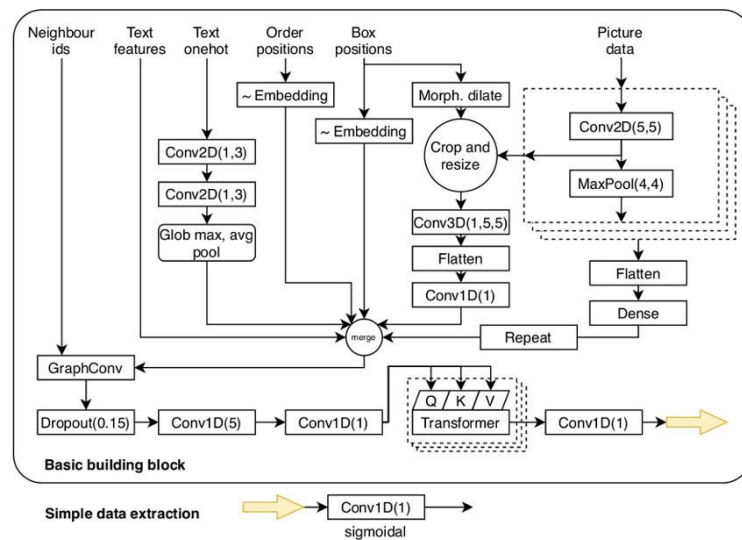 Neighbour ids
Text features
Text onehot
Order positions
Box positions
Picture data
~ Embedding
Morph. dilate
~ Embedding
Conv2D(5,5)
Crop and resize
Conv2D(1,3)
MaxPool(4,4)
Conv2D(1,3)
Glob max, avg pool
Conv3D(1,5,5)
Flatten
Flatten
Conv1D(1)
Dense
merge
Repeat
GraphConv
Q K V
Dropout(0.15)
Conv1D(5)
Conv1D(1)
Transformer
Conv1D(1)
Basic building block
Simple data extraction
Conv1D(1)
sigmoidal